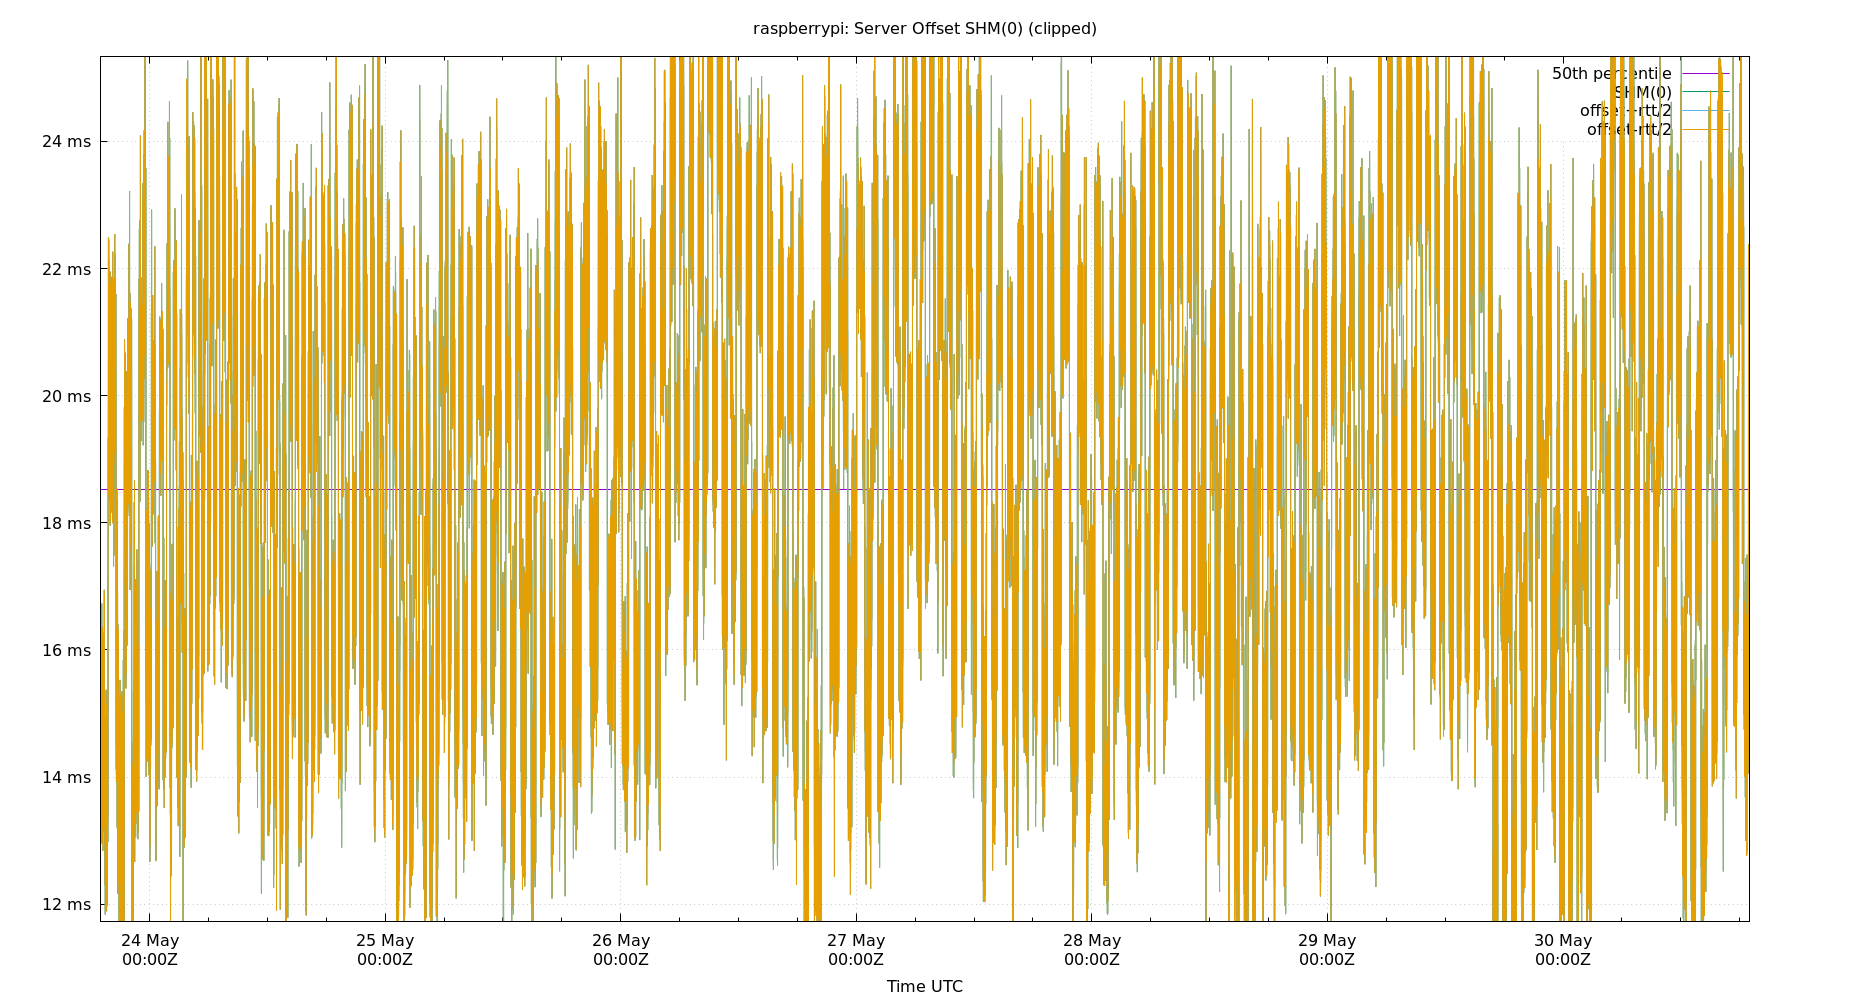 raspberrypi: Server Offset SHM(0) (clipped)
50th percentile
SHM(0)
offset+rtt/2
offset-rtt/2
24 ms
22 ms
20 ms
18 ms
16 ms
14 ms
12 ms
24 May 25 May 26 May 27 May 28 May 29 May 30 May
00:00Z 00:00Z 00:00Z 00:00Z 00:00Z 00:00Z 00:00Z
Time UTC